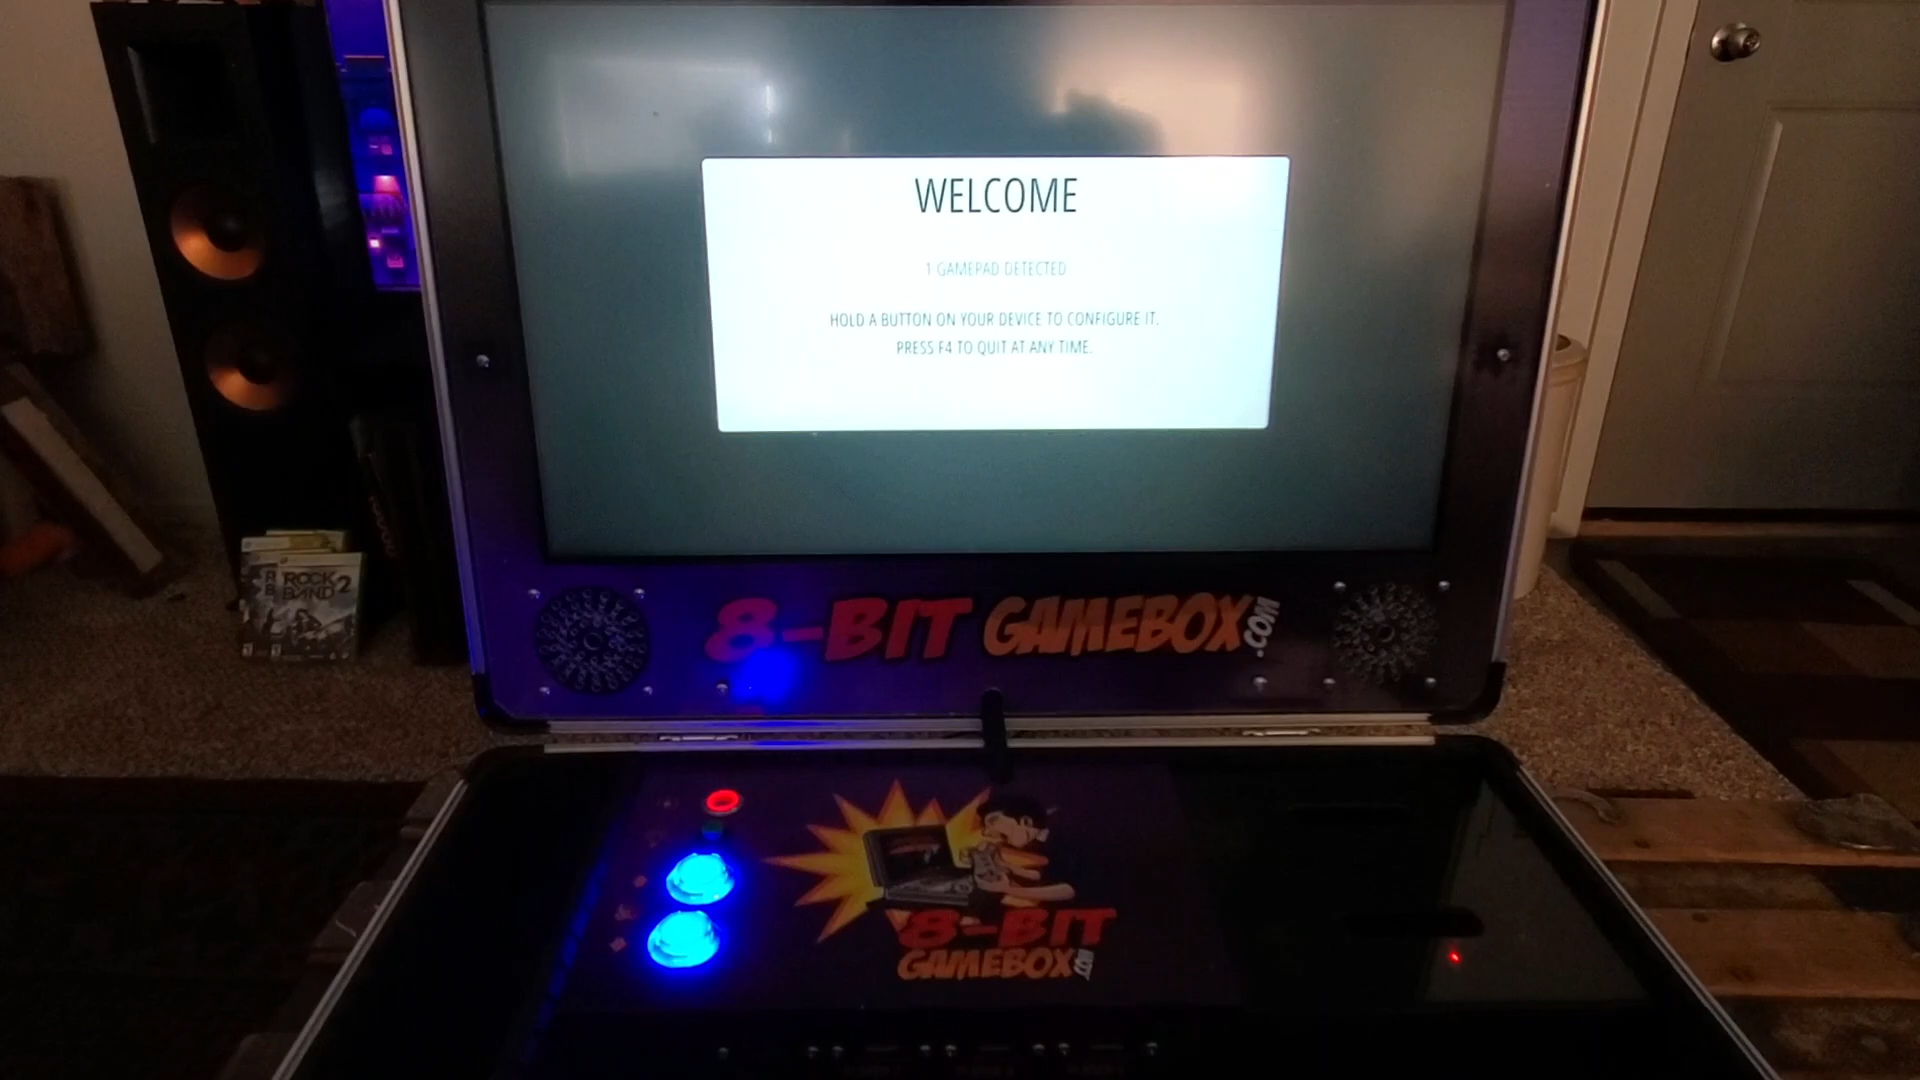 WELCOME
1 GAMEPAD DETECTED
HOLD A BUTTON ON YOUR DEVICE TO CONFIGURE IT.
PRESS F4 TO QUIT AT ANY TIME.
ROCK
BAND 2
8-BIT GAMEBOX.COM
8-BIT
GAMEBOX.COM